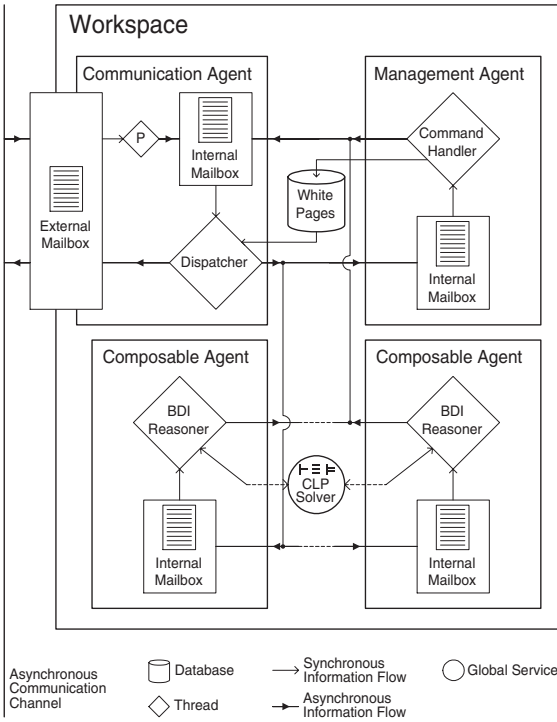 Workspace
Communication Agent
Management Agent
P
Internal
Mailbox
Command
Handler
External
Mailbox
White
Pages
Dispatcher
Internal
Mailbox
Composable Agent
Composable Agent
BDI
Reasoner
BDI
Reasoner
CLP
Solver
Internal
Mailbox
Internal
Mailbox
Asynchronous
Communication
Channel
Database
Synchronous
Information Flow
Global Service
Thread
Asynchronous
Information Flow